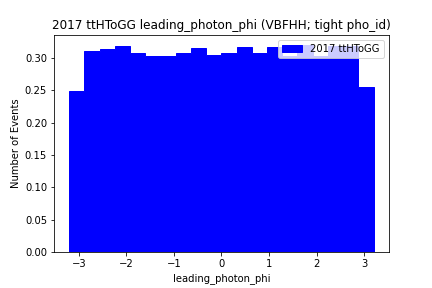 2017 ttHToGG leading_photon_phi (VBFHH; tight pho_id)
2017 ttHToGG
Number of Events
0.30
0.25
0.20
0.15
0.10
0.05
0.00
−3 −2 −1 0 1 2 3
leading_photon_phi